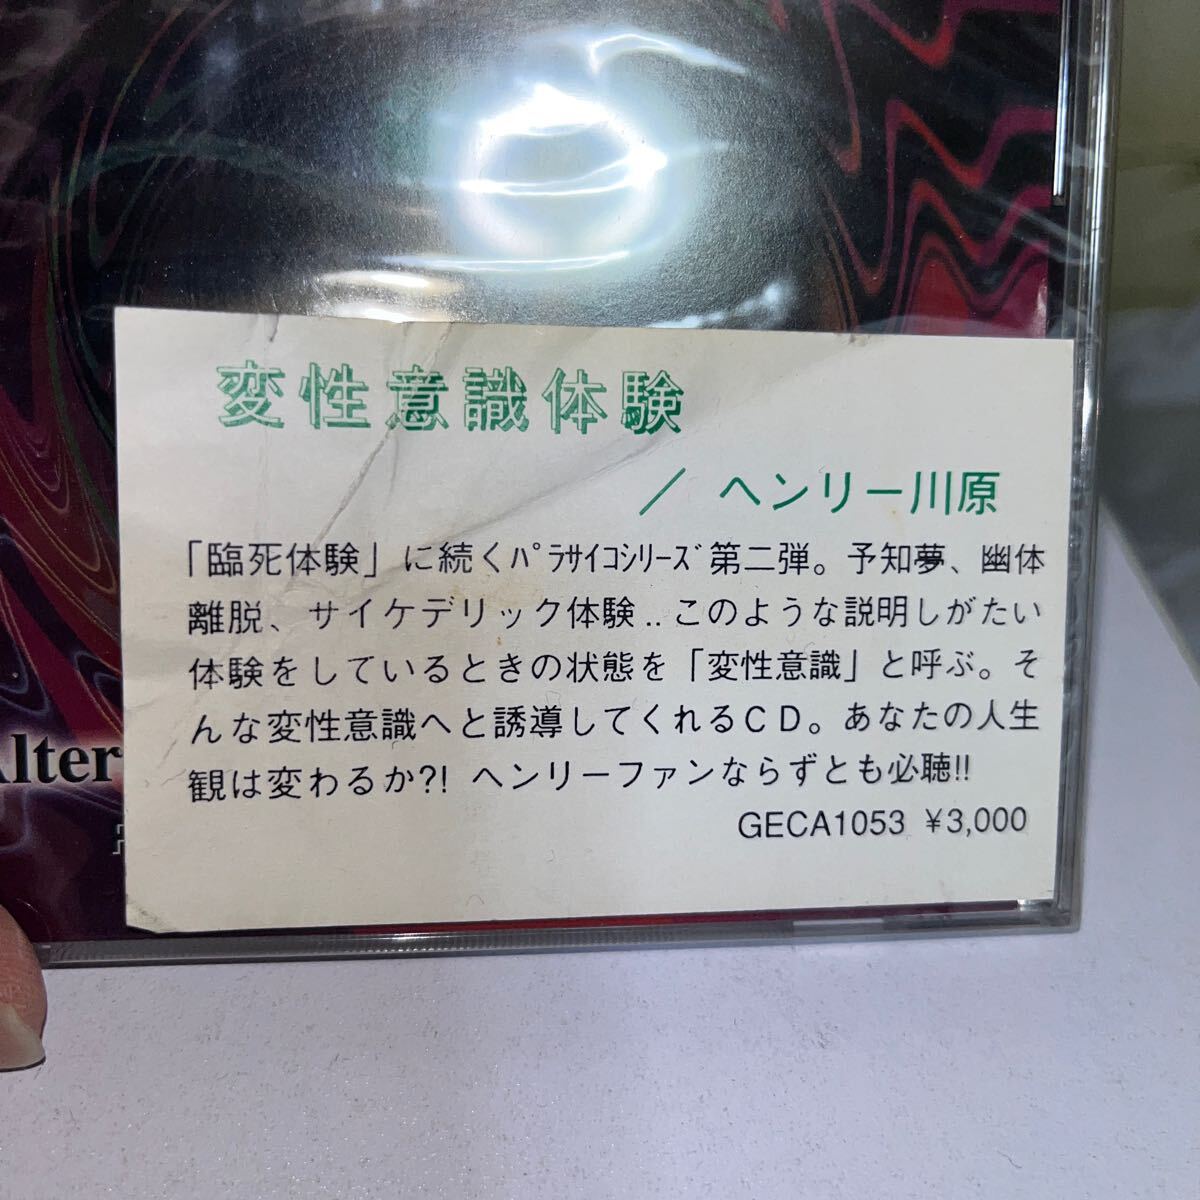 変性意識体験
／ ヘンリー川原
「臨死体験」に続くﾊﾟﾗｻｲｺｼﾘｰｽﾞ第二弾。予知夢、幽体
離脱、サイケデリック体験‥このような説明しがたい
体験をしているときの状態を「変性意識」と呼ぶ。そ
んな変性意識へと誘導してくれるＣＤ。あなたの人生
観は変わるか?! ヘンリーファンならずとも必聴!!
GECA1053 ¥3,000
Alter